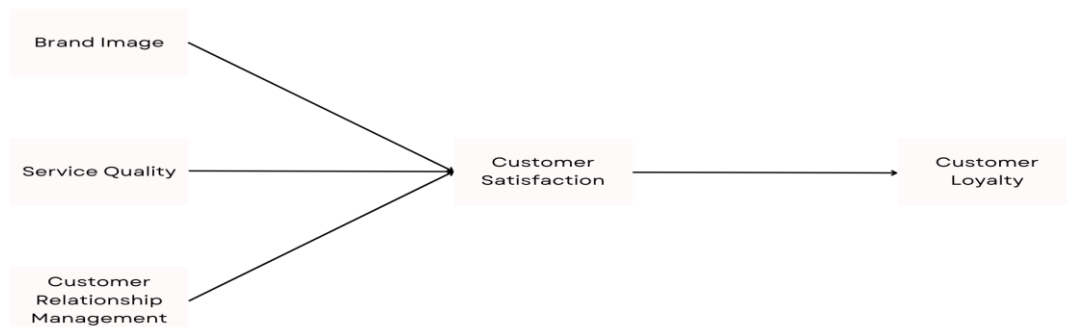 Brand Image
Service Quality
Customer
Relationship
Management
Customer
Satisfaction
Customer
Loyalty